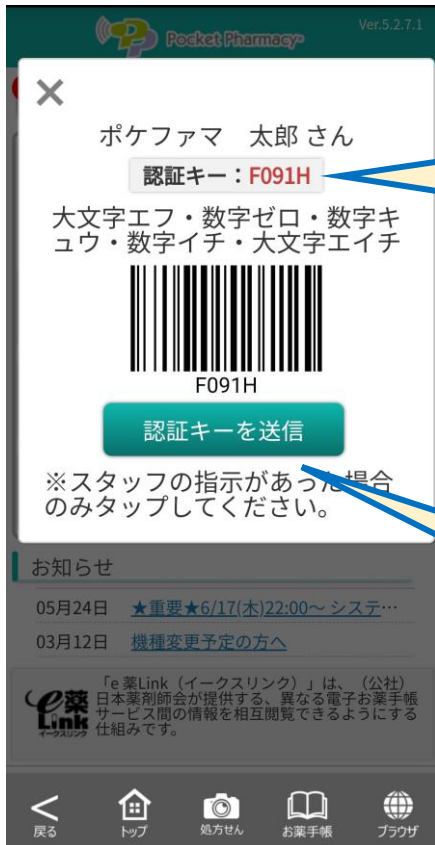 Pocket Pharmacy
Ver.5.2.7.1
ポケファマ 太郎 さん
認証キー：F091H
大文字エフ・数字ゼロ・数字キ
ュウ・数字イチ・大文字エイチ
F091H
認証キーを送信
※スタッフの指示があった場合
のみタップしてください。
お知らせ
05月24日 ★重要★6/17(木)22:00～ システ…
03月12日 機種変更予定の方へ
e薬Link
イークスリンク
「e薬Link（イークスリンク）」は、（公社）
日本薬剤師会が提供する、異なる電子お薬手帳
サービス間の情報を相互閲覧できるようにする
仕組みです。
戻る トップ 処方せん お薬手帳 ブラウザ